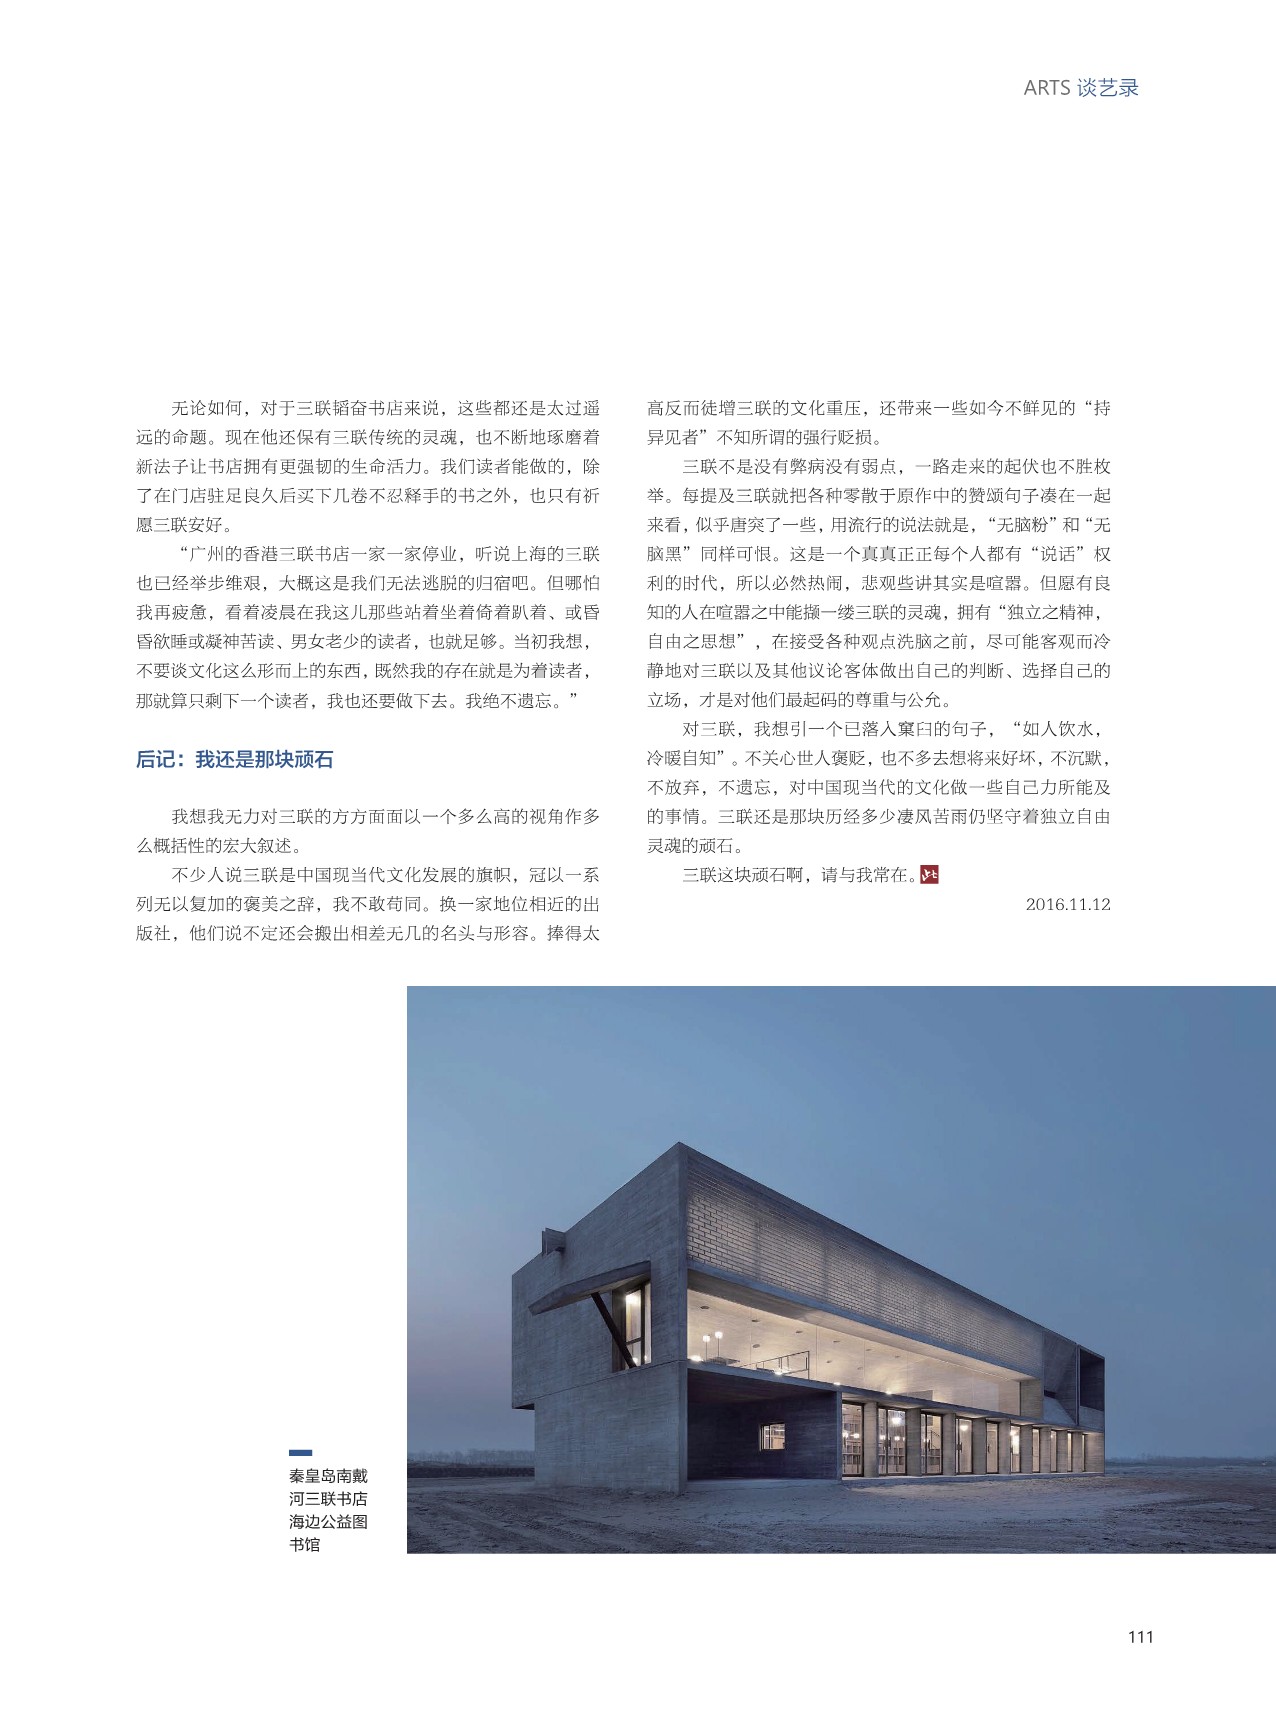 ARTS 谈艺录
无论如何，对于三联韬奋书店来说，这些都还是太过遥
远的命题。现在他还保有三联传统的灵魂，也不断地琢磨着
新法子让书店拥有更强韧的生命活力。我们读者能做的，除
了在门店驻足良久后买下几卷不忍释手的书之外，也只有祈
愿三联安好。
“广州的香港三联书店一家一家停业，听说上海的三联
也已经举步维艰，大概这是我们无法逃脱的归宿吧。但哪怕
我再疲惫，看着凌晨在我这儿那些站着坐着倚着趴着、或昏
昏欲睡或凝神苦读、男女老少的读者，也就足够。当初我想，
不要谈文化这么形而上的东西，既然我的存在就是为着读者，
那就算只剩下一个读者，我也还要做下去。我绝不遗忘。”
后记：我还是那块顽石
我想我无力对三联的方方面面以一个多么高的视角作多
么概括性的宏大叙述。
不少人说三联是中国现当代文化发展的旗帜，冠以一系
列无以复加的褒美之辞，我不敢苟同。换一家地位相近的出
版社，他们说不定还会搬出相差无几的名头与形容。捧得太
高反而徒增三联的文化重压，还带来一些如今不鲜见的“持
异见者”不知所谓的强行贬损。
三联不是没有弊病没有弱点，一路走来的起伏也不胜枚
举。每提及三联就把各种零散于原作中的赞颂句子凑在一起
来看，似乎唐突了一些，用流行的说法就是，“无脑粉”和“无
脑黑”同样可恨。这是一个真真正正每个人都有“说话”权
利的时代，所以必然热闹，悲观些讲其实是喧嚣。但愿有良
知的人在喧嚣之中能撷一缕三联的灵魂，拥有“独立之精神，
自由之思想”，在接受各种观点洗脑之前，尽可能客观而冷
静地对三联以及其他议论客体做出自己的判断、选择自己的
立场，才是对他们最起码的尊重与公允。
对三联，我想引一个已落入窠臼的句子，“如人饮水，
冷暖自知”。不关心世人褒贬，也不多去想将来好坏，不沉默，
不放弃，不遗忘，对中国现当代的文化做一些自己力所能及
的事情。三联还是那块历经多少凄风苦雨仍坚守着独立自由
灵魂的顽石。
三联这块顽石啊，请与我常在。
2016.11.12
秦皇岛南戴
河三联书店
海边公益图
书馆
111